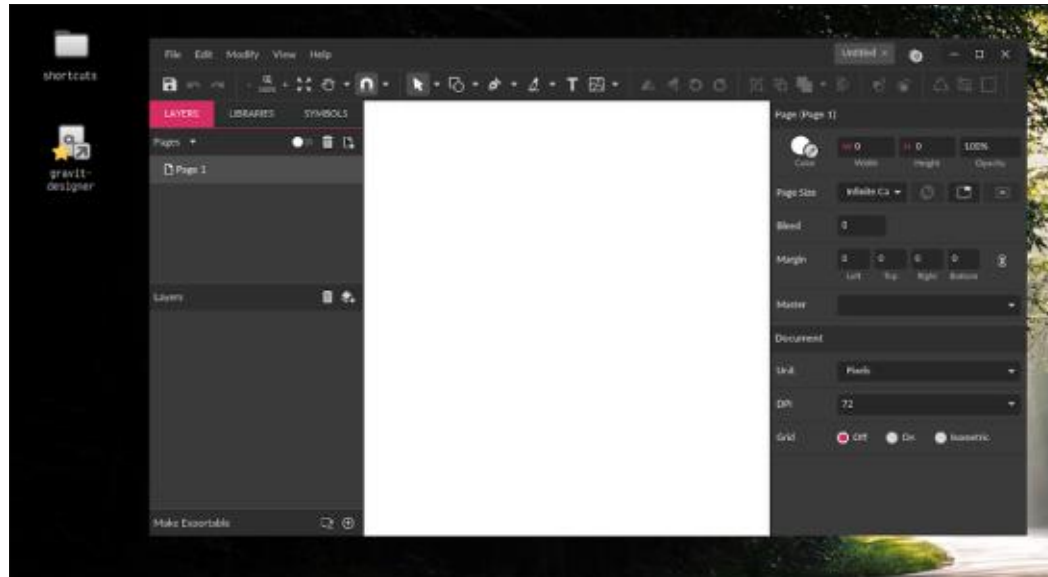 shortcuts
gravit-
designer
File Edit Modify View Help
Untitled ×
LAYERS LIBRARIES SYMBOLS
Pages
Page 1
Layers
Make Exportable
Page (Page 1)
W 0 H 0 100%
Color Width Height Opacity
Page Size Infinite Ca
Bleed 0
Margin 0 0 0 0
Left Top Right Bottom
Master
Document
Unit Pixels
DPI 72
Grid Off On Isometric